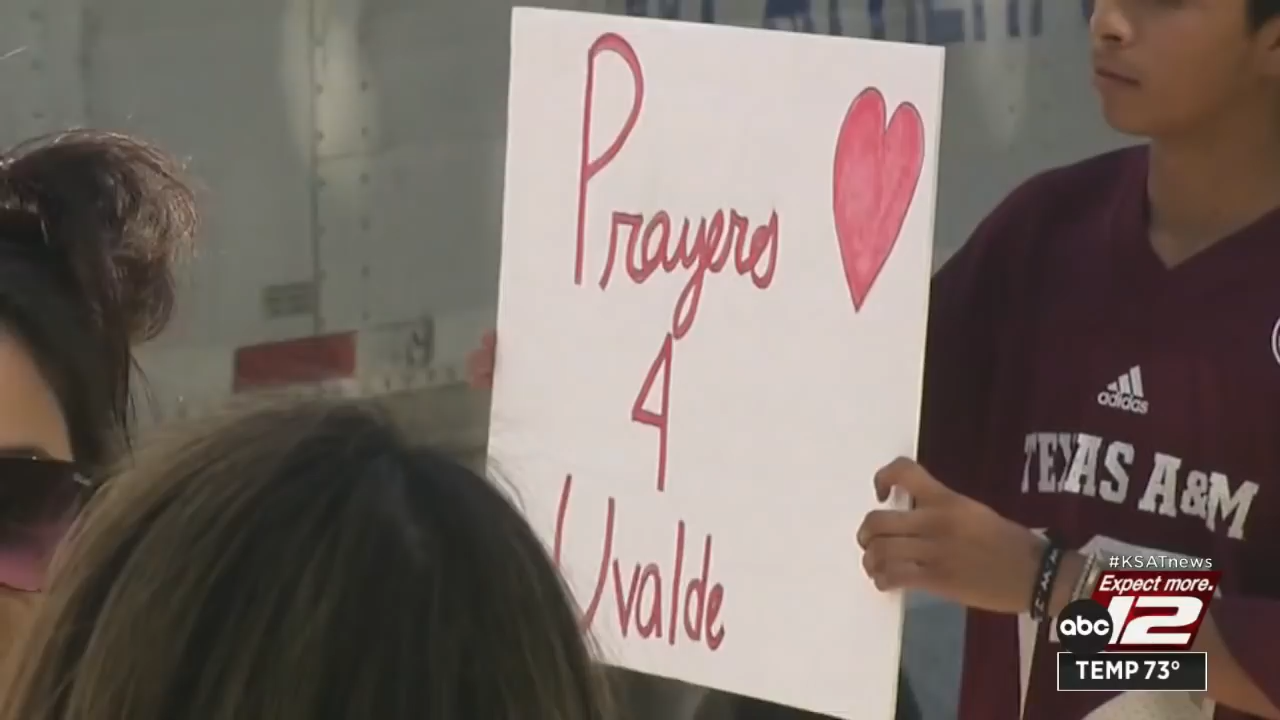 Prayers
4
Uvalde
adidas
TEXAS A&M
#KSATnews
Expect more.
abc 12
TEMP 73°